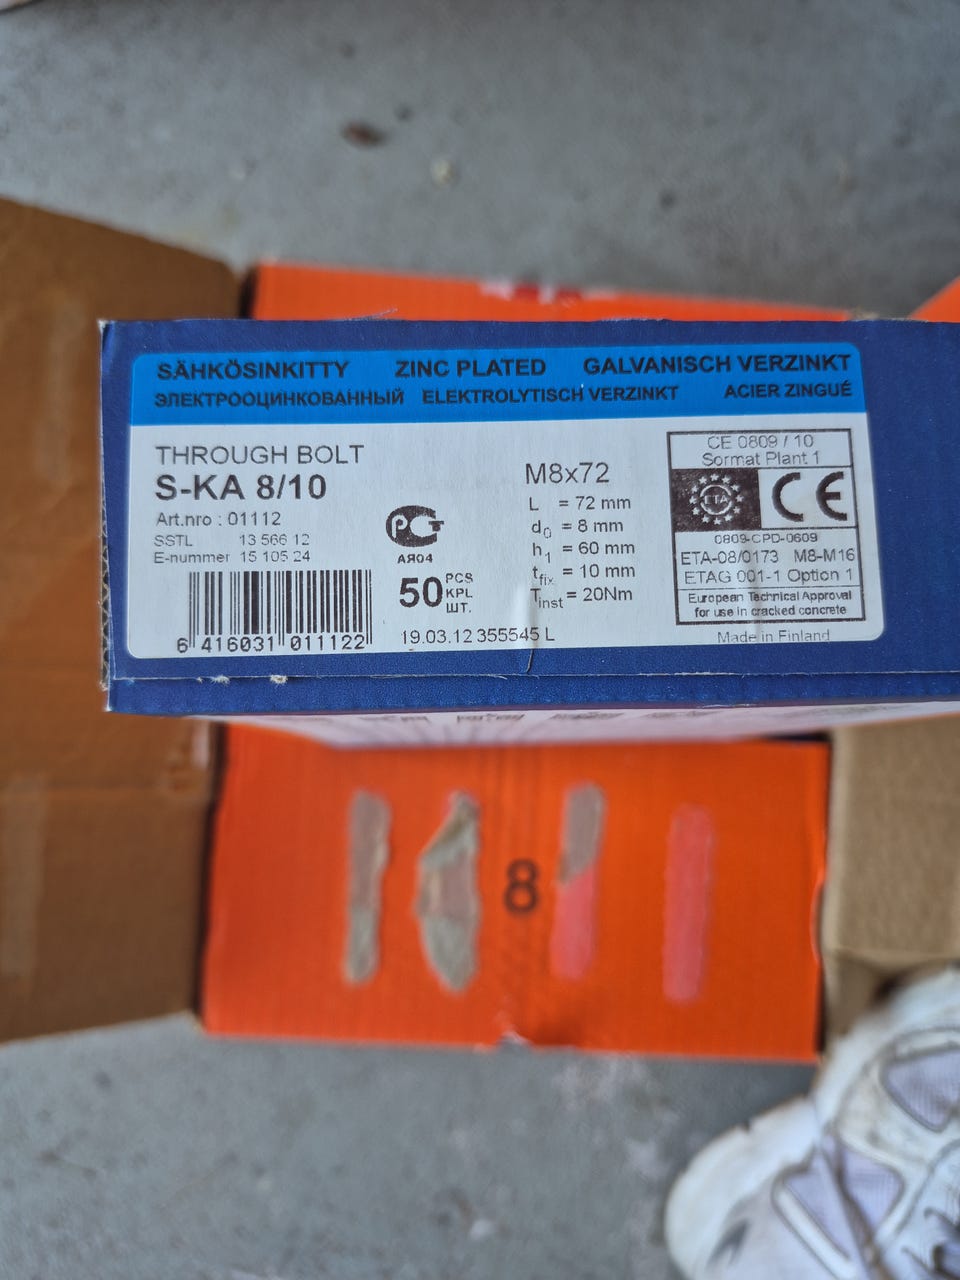 SÄHKÖSINKITTY ZINC PLATED GALVANISCH VERZINKT
ЭЛЕКТРООЦИНКОВАННЫЙ ELEKTROLYTISCH VERZINKT ACIER ZINGUÉ
THROUGH BOLT
S-KA 8/10
Art.nro : 01112
SSTL 13 566 12
E-nummer 15 105 24
6 416031 011122
РСТ
АЯ04
50 PCS
KPL
ШТ.
19.03.12 355545 L
M8x72
L = 72 mm
d0 = 8 mm
h1 = 60 mm
tfix = 10 mm
Tinst = 20Nm
CE 0809 / 10
Sormat Plant 1
ETA CE
0809-CPD-0609
ETA-08/0173 M8-M16
ETAG 001-1 Option 1
European Technical Approval
for use in cracked concrete
Made in Finland
8